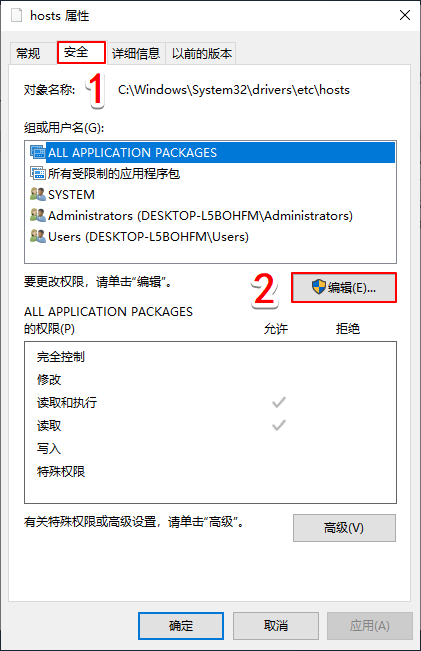 hosts 属性
常规 安全 详细信息 以前的版本
1
对象名称: C:\Windows\System32\drivers\etc\hosts
组或用户名(G):
ALL APPLICATION PACKAGES
所有受限制的应用程序包
SYSTEM
Administrators (DESKTOP-L5BOHFM\Administrators)
Users (DESKTOP-L5BOHFM\Users)
要更改权限，请单击“编辑”。 2 编辑(E)...
ALL APPLICATION PACKAGES
的权限(P) 允许 拒绝
完全控制
修改
读取和执行
读取
写入
特殊权限
有关特殊权限或高级设置，请单击“高级”。 高级(V)
确定 取消 应用(A)